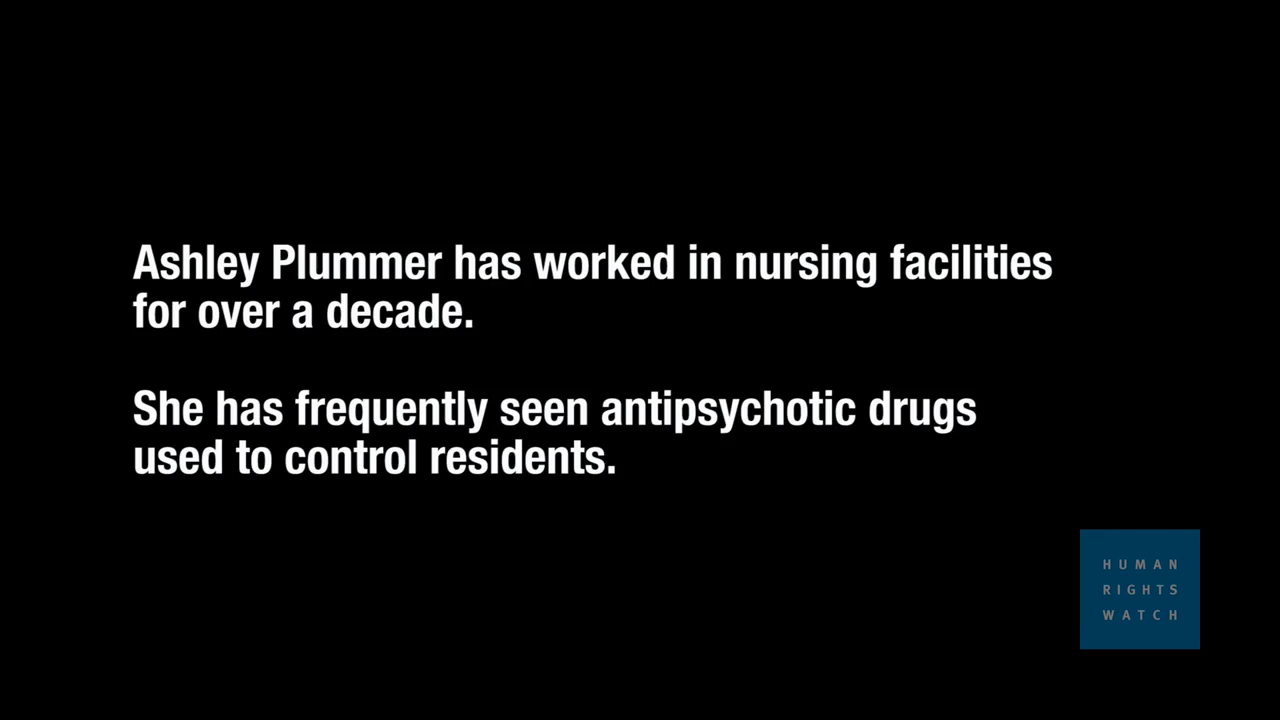 Ashley Plummer has worked in nursing facilities
for over a decade.
She has frequently seen antipsychotic drugs
used to control residents.
HUMAN
RIGHTS
WATCH